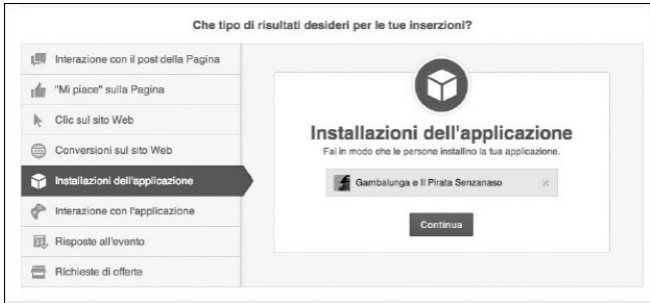 Che tipo di risultati desideri per le tue inserzioni?
Interazione con il post della Pagina
"Mi piace" sulla Pagina
Clic sul sito Web
Conversioni sul sito Web
Installazioni dell'applicazione
Interazione con l'applicazione
Risposte all'evento
Richieste di offerte
Installazioni dell'applicazione
Fai in modo che le persone installino la tua applicazione.
Gambalunga e Il Pirata Senzanaso ×
Continua